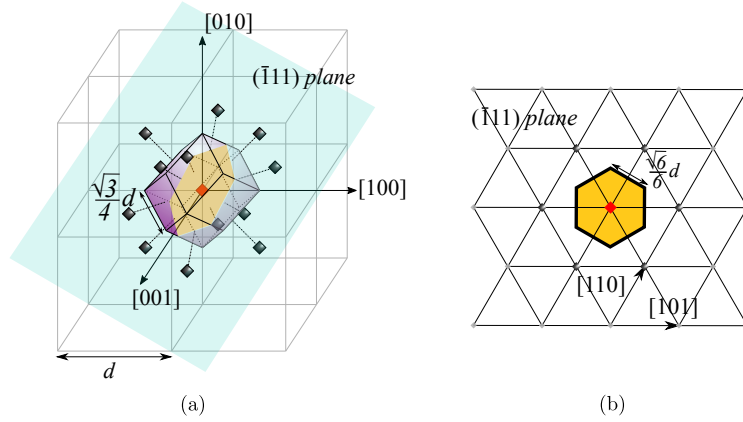 [010]
(1̄11) plane
√3/4 d
[100]
[001]
d
(a)
(1̄11) plane
√6/6 d
[110]
[101]
(b)